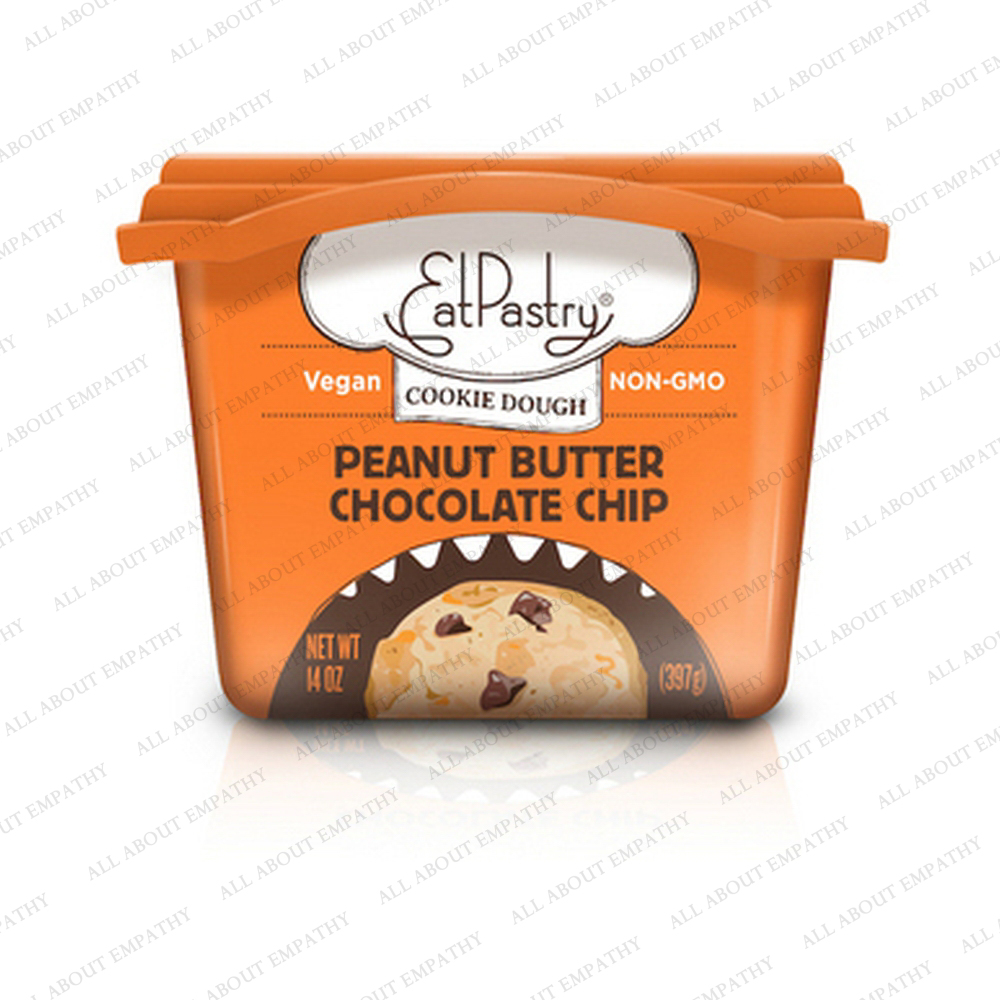 EatPastry®
Vegan
NON-GMO
COOKIE DOUGH
PEANUT BUTTER
CHOCOLATE CHIP
NET WT
14 OZ
(397g)
ALL ABOUT EMPATHY